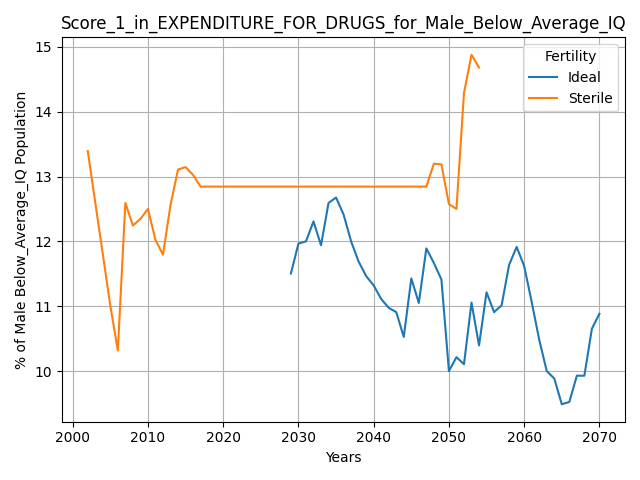 Score_1_in_EXPENDITURE_FOR_DRUGS_for_Male_Below_Average_IQ
% of Male Below_Average_IQ Population
15
14
13
12
11
10
Fertility
Ideal
Sterile
2000 2010 2020 2030 2040 2050 2060 2070
Years